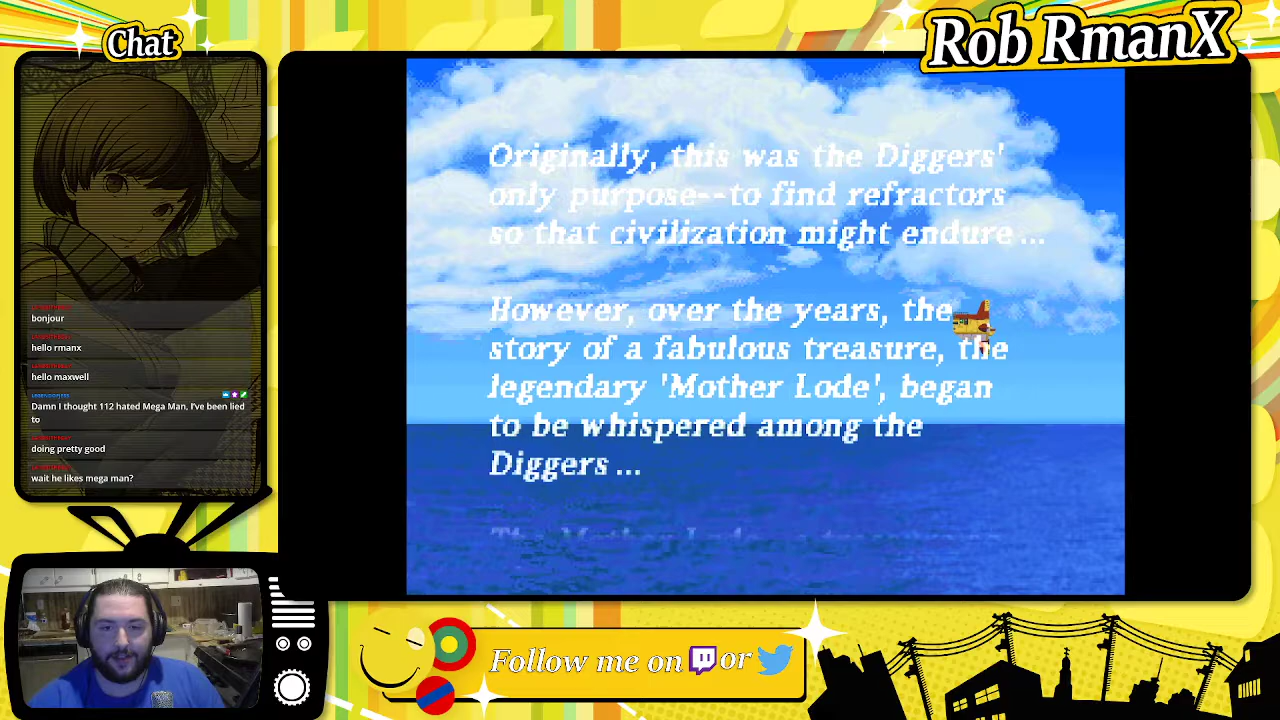 Chat
Rob RmanX
Originally, this was the Diggers'
only purpose--to find refractors
so that civilization might endure...
However, over the years, the
story of a fabulous treasure, the
legendary 'Mother Lode', began
to be whispered among the
Diggers...
bonjour
hello rmanx
hello maxwell
Damn I thought 112 hated Mega Man, I've been lied
to
doing pretty good
wait he likes mega man?
Follow me on or